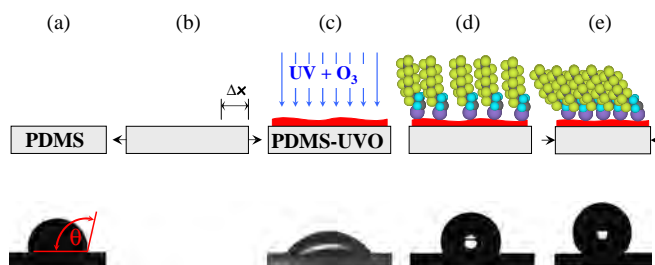 (a)
(b)
(c)
(d)
(e)
Δx
UV + O₃
PDMS
PDMS-UVO
θ